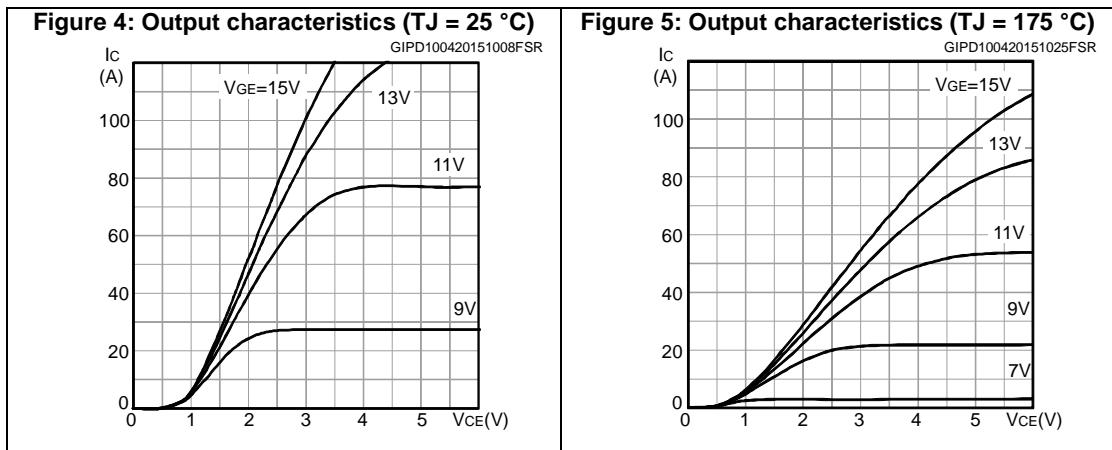 Figure 4: Output characteristics (TJ = 25 °C)
GIPD100420151008FSR
IC
(A)
VGE=15V
13V
100
11V
80
60
40
9V
20
0
0 1 2 3 4 5 VCE(V)
Figure 5: Output characteristics (TJ = 175 °C)
GIPD100420151025FSR
IC
(A)
VGE=15V
100
13V
80
11V
60
40
9V
20
7V
0
0 1 2 3 4 5 VCE(V)